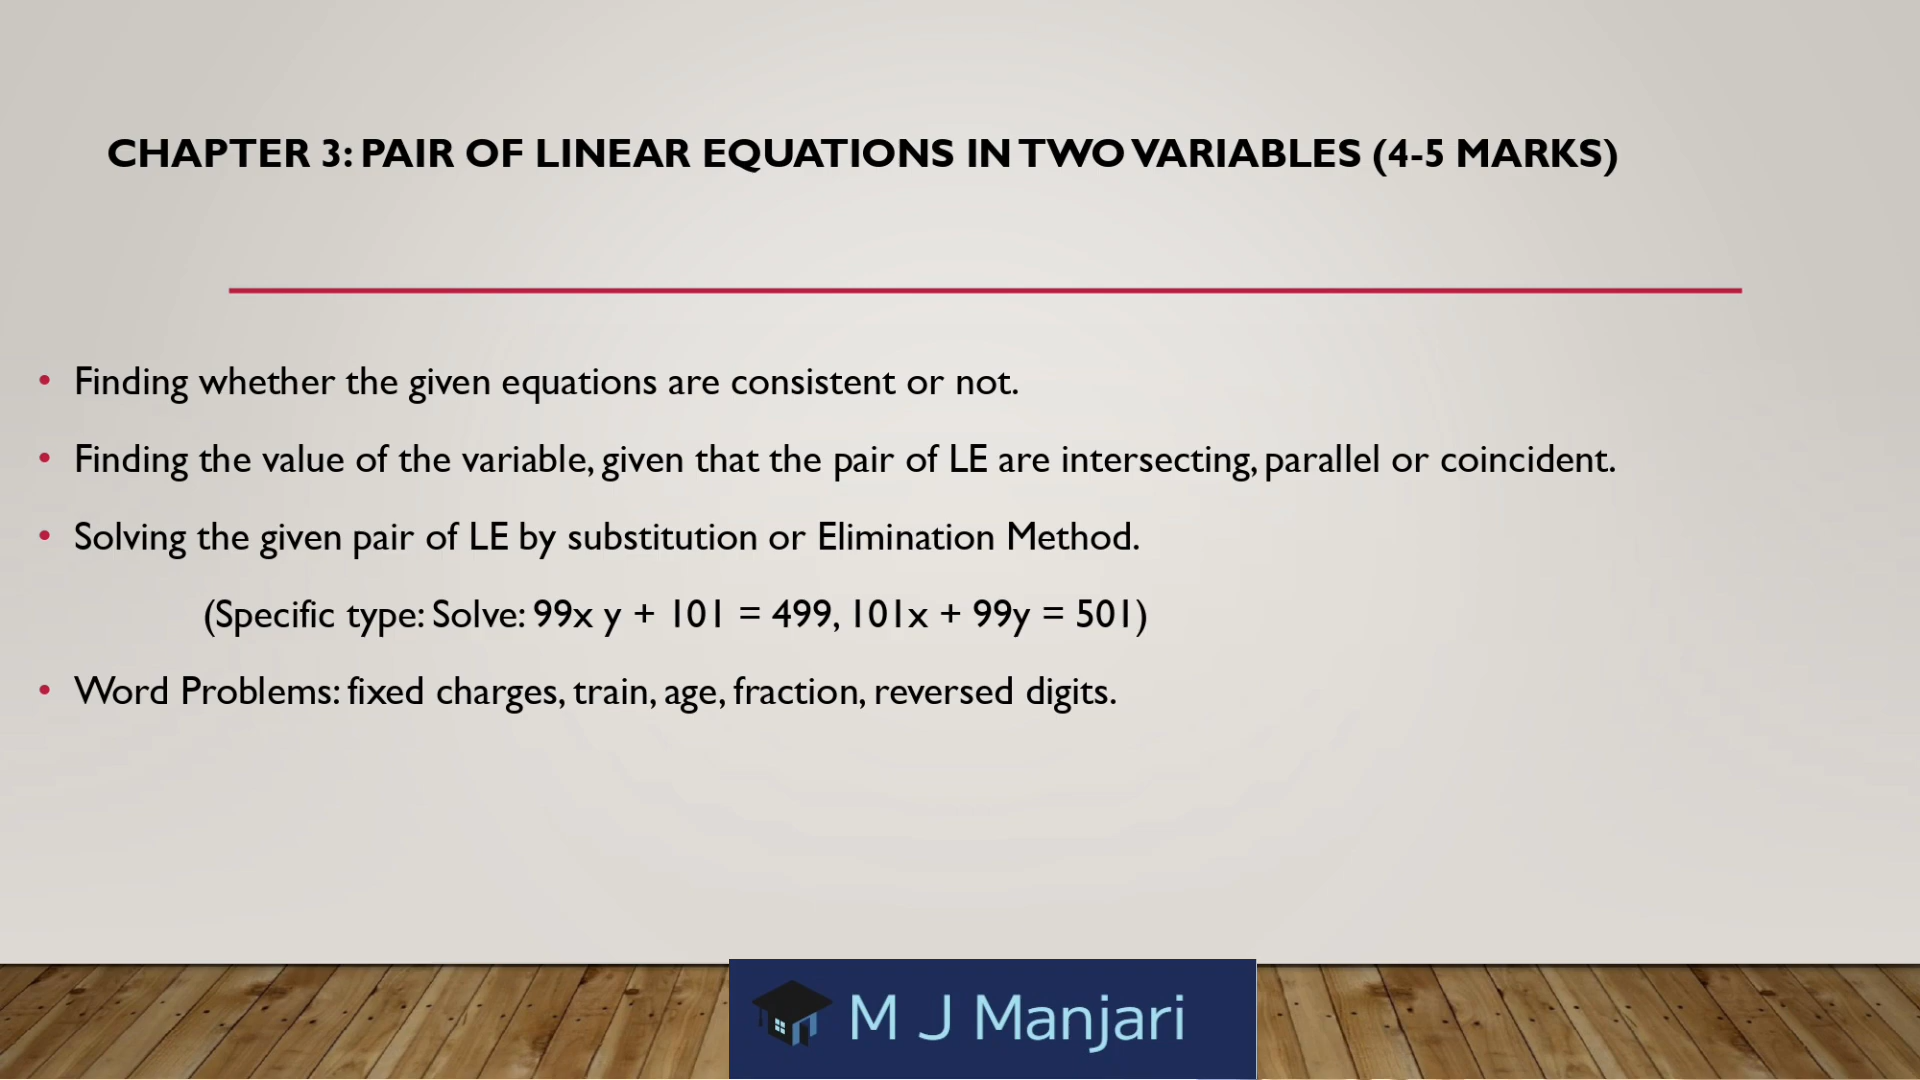 CHAPTER 3: PAIR OF LINEAR EQUATIONS IN TWO VARIABLES (4-5 MARKS)
• Finding whether the given equations are consistent or not.
• Finding the value of the variable, given that the pair of LE are intersecting, parallel or coincident.
• Solving the given pair of LE by substitution or Elimination Method.
(Specific type: Solve: 99x y + 101 = 499, 101x + 99y = 501)
• Word Problems: fixed charges, train, age, fraction, reversed digits.
M J Manjari